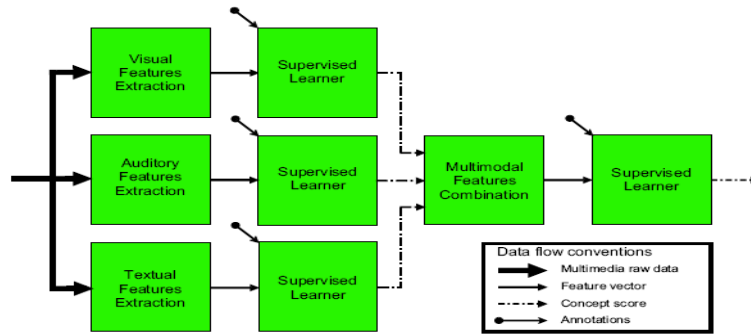 Visual
Features
Extraction
Supervised
Learner
Auditory
Features
Extraction
Supervised
Learner
Multimodal
Features
Combination
Supervised
Learner
Textual
Features
Extraction
Supervised
Learner
Data flow conventions
Multimedia raw data
Feature vector
Concept score
Annotations